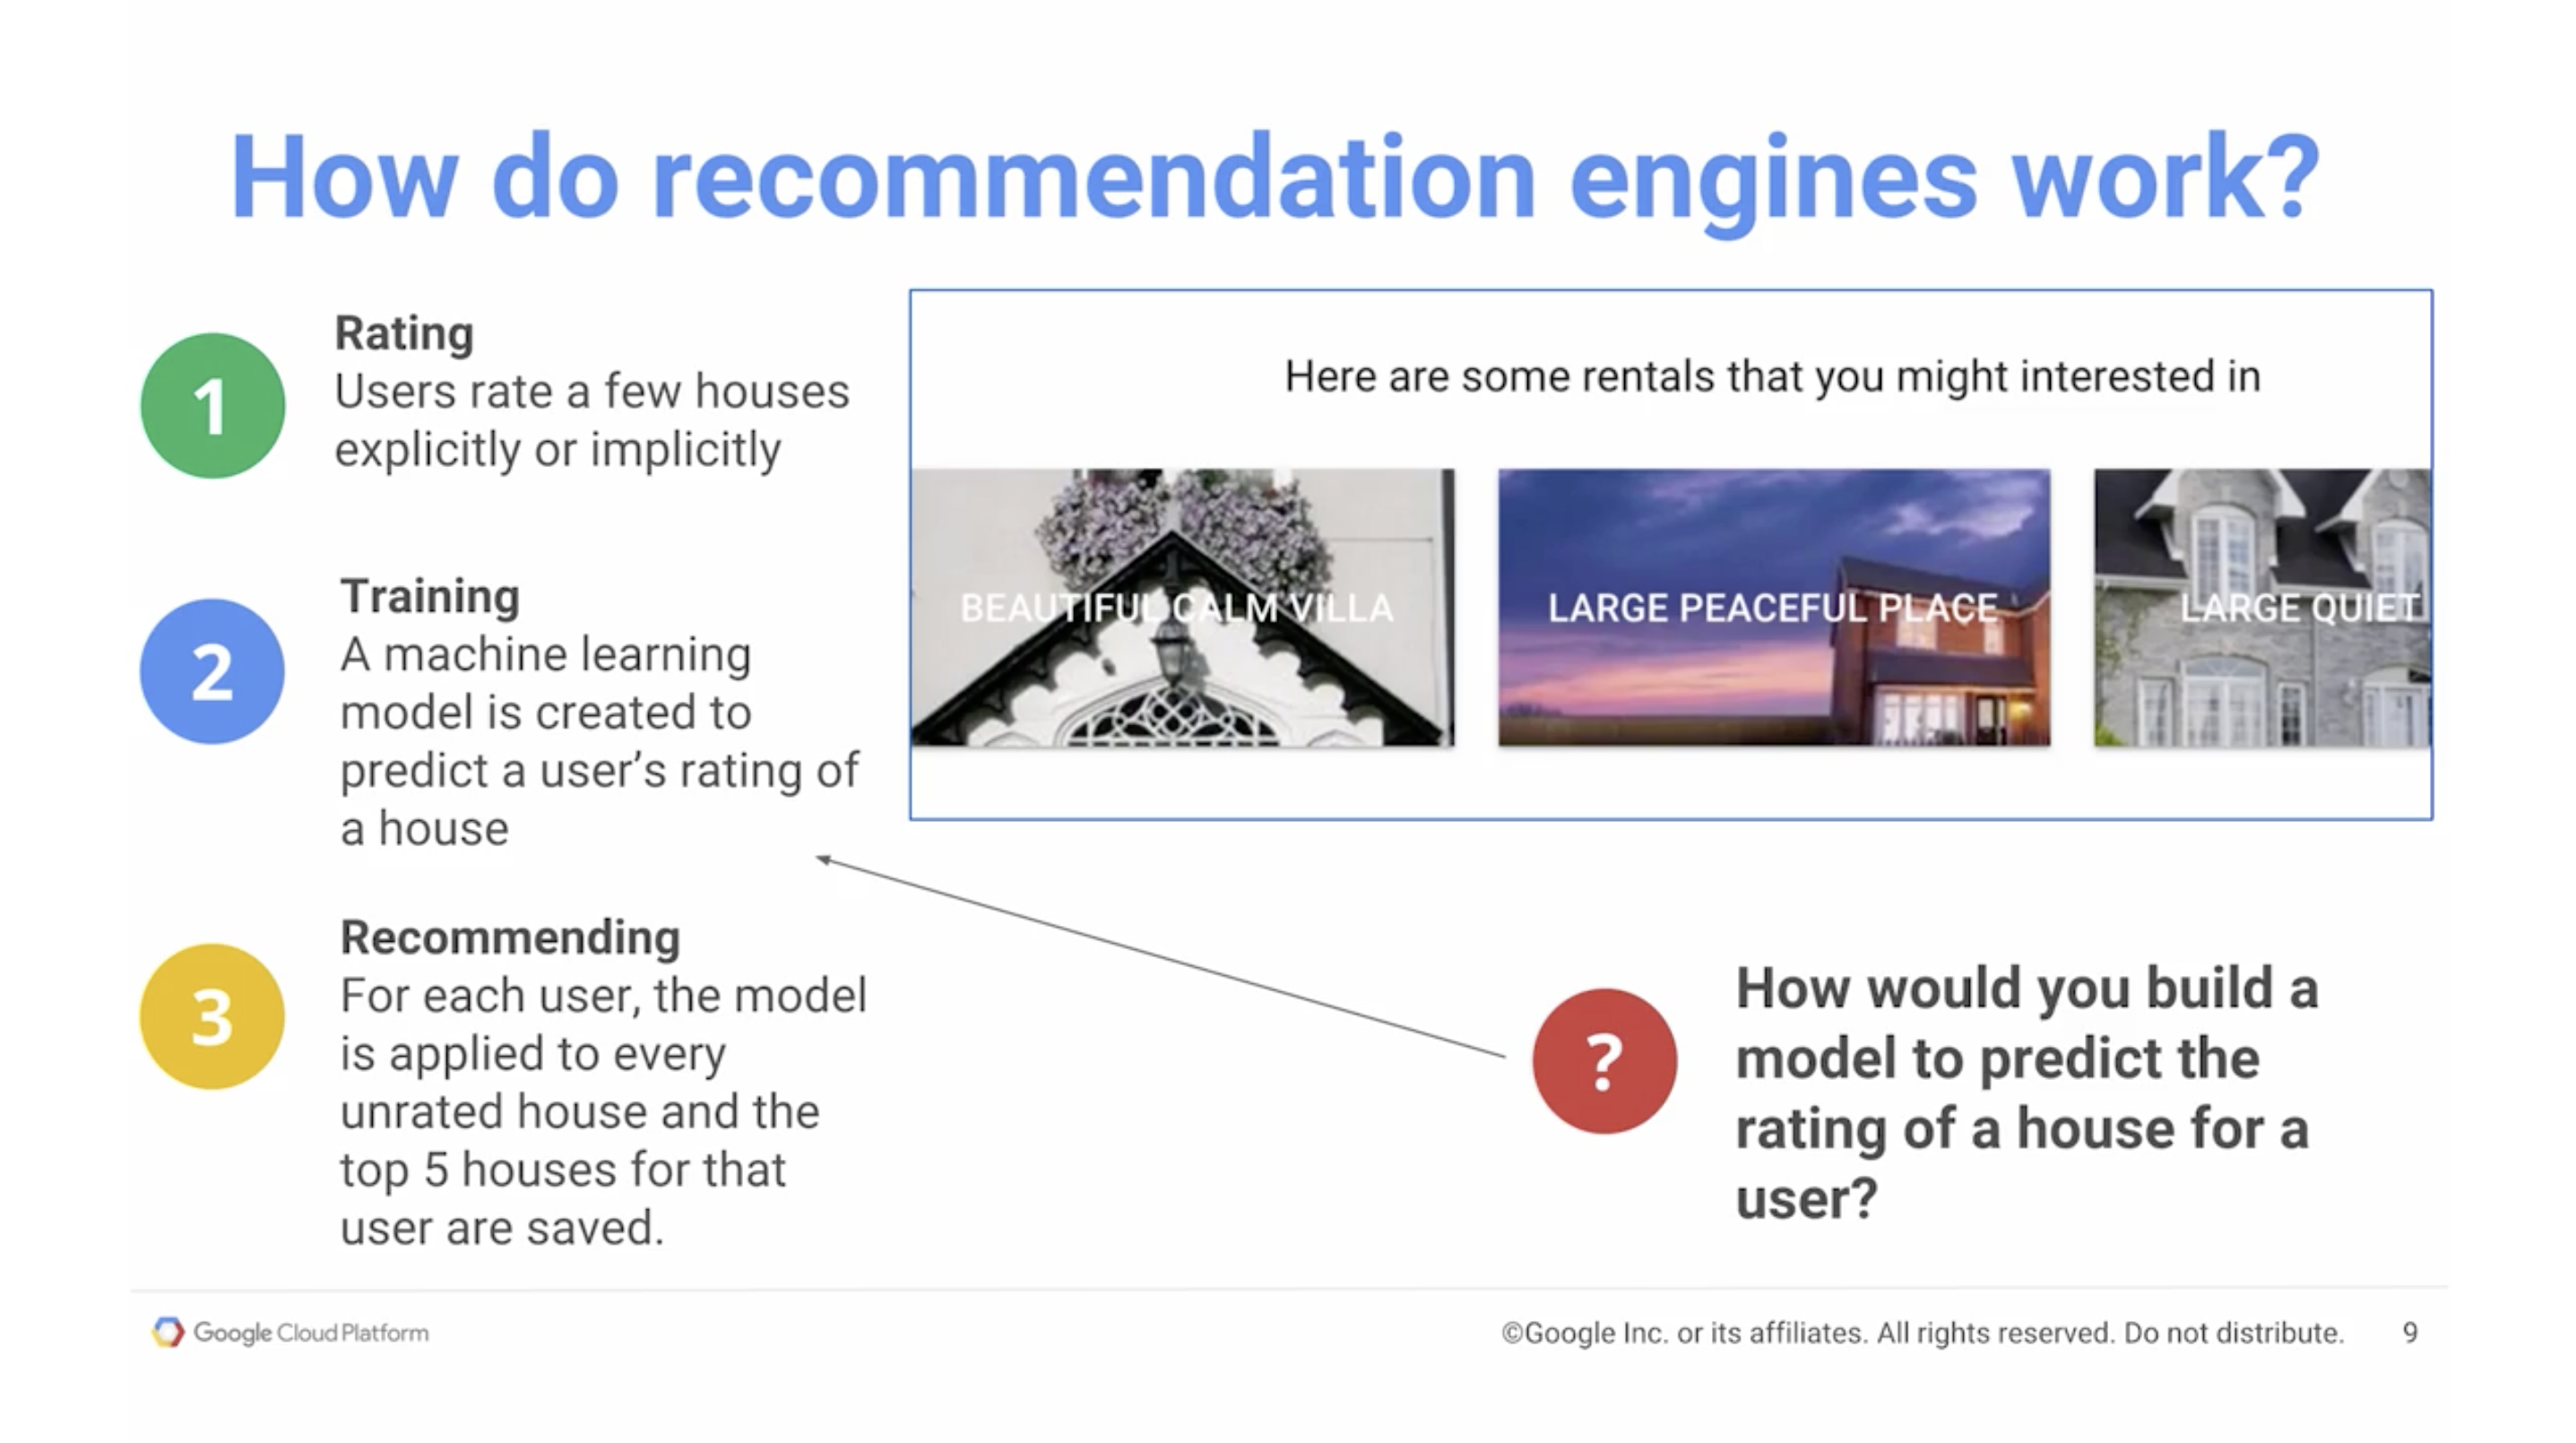 How do recommendation engines work?
1
Rating
Users rate a few houses
explicitly or implicitly
2
Training
A machine learning
model is created to
predict a user's rating of
a house
3
Recommending
For each user, the model
is applied to every
unrated house and the
top 5 houses for that
user are saved.
Here are some rentals that you might interested in
BEAUTIFUL CALM VILLA
LARGE PEACEFUL PLACE
LARGE QUIET
?
How would you build a
model to predict the
rating of a house for a
user?
Google Cloud Platform
©Google Inc. or its affiliates. All rights reserved. Do not distribute.
9